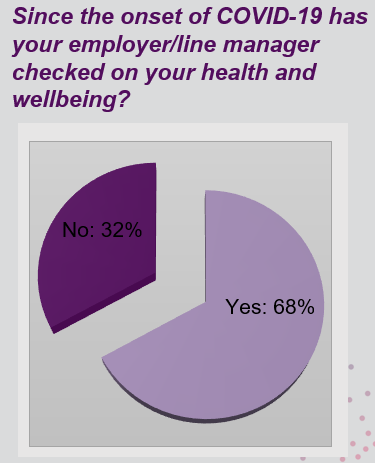 Since the onset of COVID-19 has
your employer/line manager
checked on your health and
wellbeing?
No: 32%
Yes: 68%